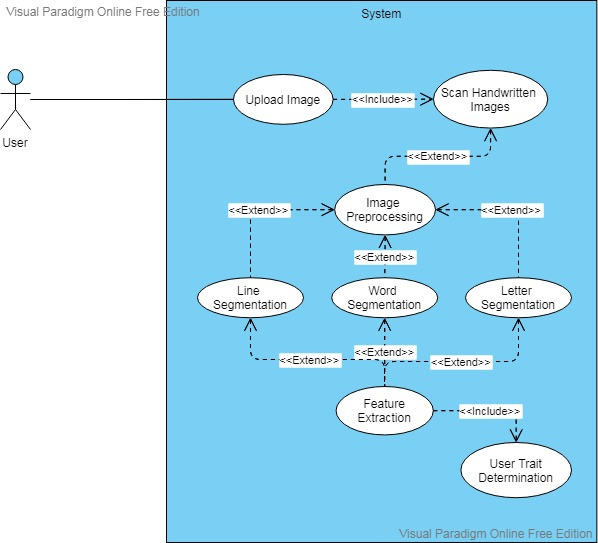 Visual Paradigm Online Free Edition
System
User
Upload Image
<<Include>>
Scan Handwritten
Images
<<Extend>>
Image
Preprocessing
<<Extend>>
<<Extend>>
<<Extend>>
Line
Segmentation
Word
Segmentation
Letter
Segmentation
<<Extend>>
<<Extend>>
<<Extend>>
Feature
Extraction
<<Include>>
User Trait
Determination
Visual Paradigm Online Free Edition